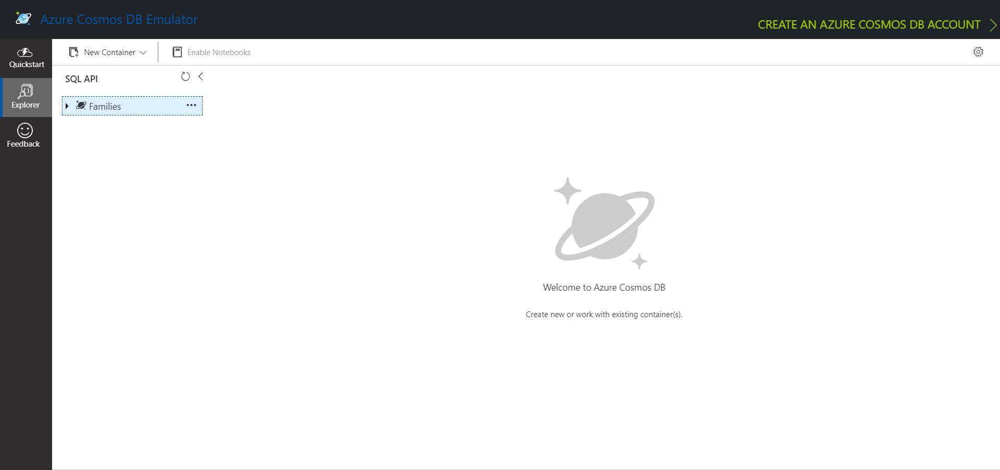 Azure Cosmos DB Emulator
CREATE AN AZURE COSMOS DB ACCOUNT
Quickstart
Explorer
Feedback
New Container
Enable Notebooks
SQL API
Families
Welcome to Azure Cosmos DB
Create new or work with existing container(s).